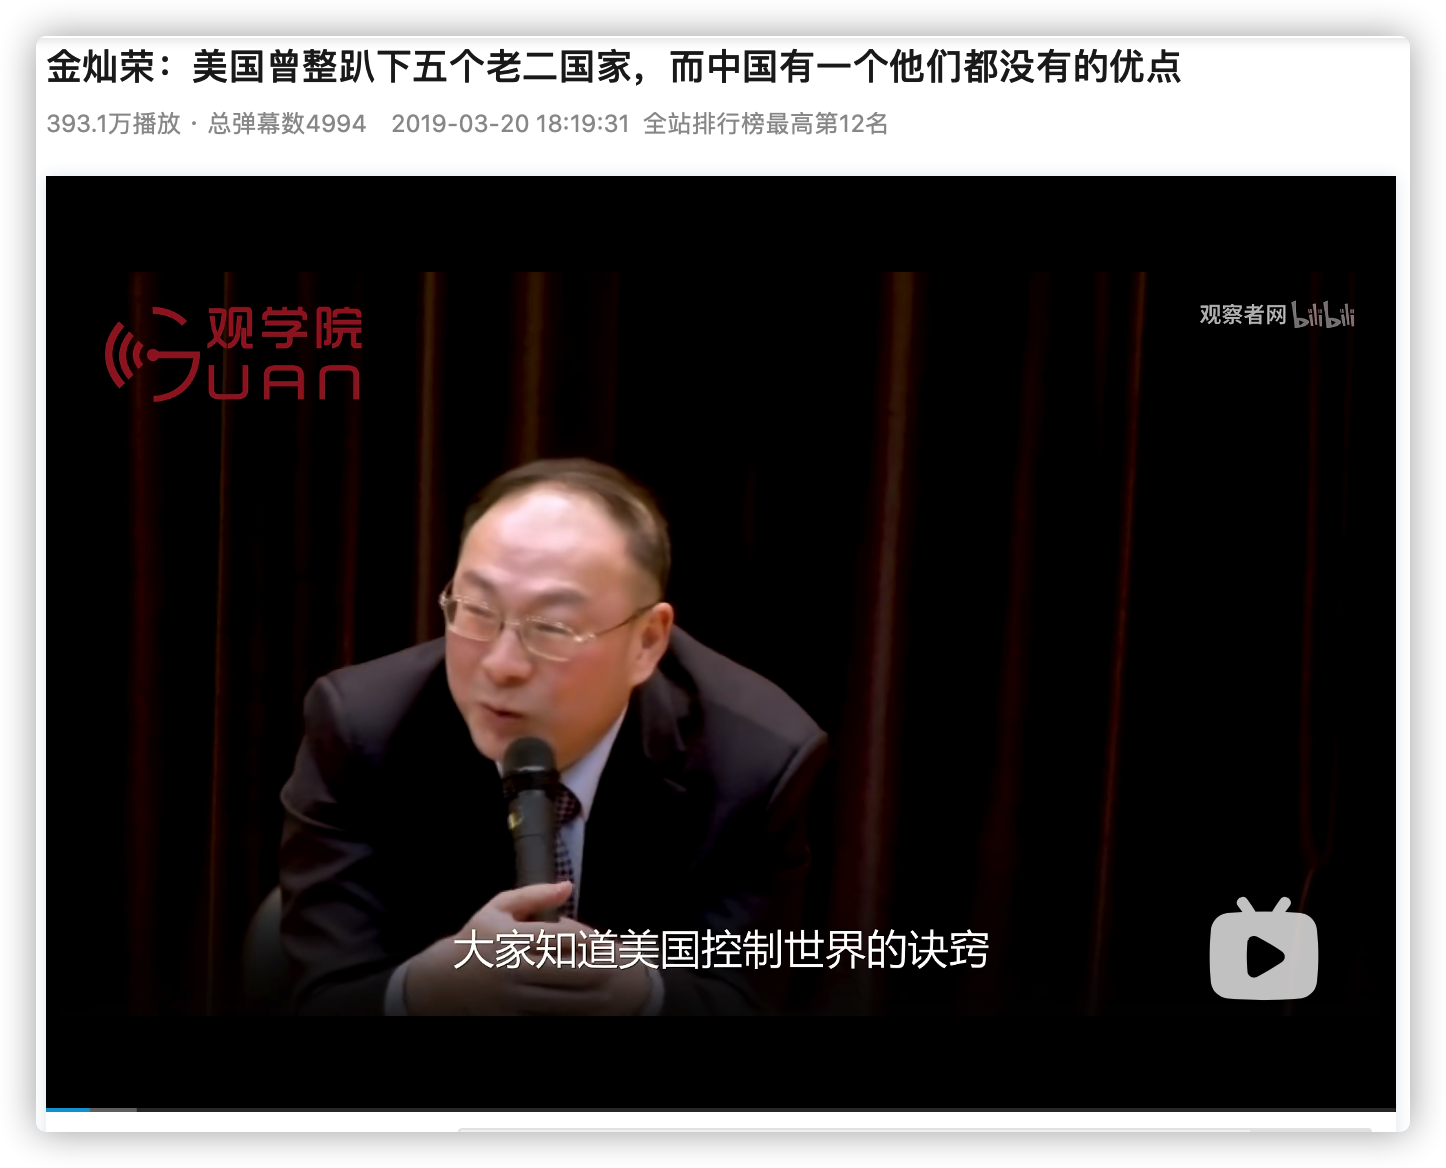 金灿荣：美国曾整趴下五个老二国家，而中国有一个他们都没有的优点
393.1万播放 · 总弹幕数4994 2019-03-20 18:19:31 全站排行榜最高第12名
观学院
GUAN
观察者网 bilibili
大家知道美国控制世界的诀窍